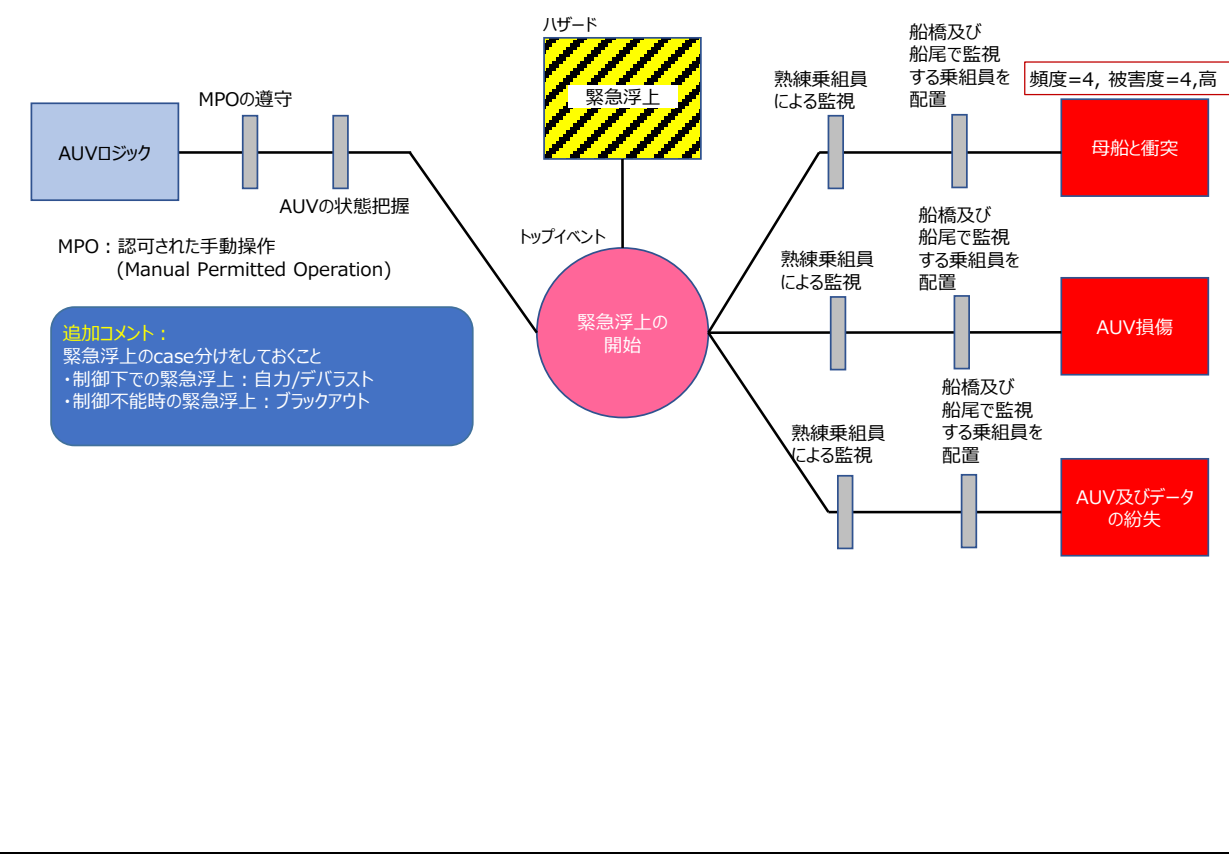 ハザード
緊急浮上
AUVロジック
MPOの遵守
AUVの状態把握
MPO：認可された手動操作
(Manual Permitted Operation)
追加コメント：
緊急浮上のcase分けをしておくこと
・制御下での緊急浮上：自力/デバラスト
・制御不能時の緊急浮上：ブラックアウト
トップイベント
緊急浮上の
開始
熟練乗組員
による監視
船橋及び
船尾で監視
する乗組員を
配置
頻度=4, 被害度=4,高
母船と衝突
熟練乗組員
による監視
船橋及び
船尾で監視
する乗組員を
配置
AUV損傷
熟練乗組員
による監視
船橋及び
船尾で監視
する乗組員を
配置
AUV及びデータ
の紛失